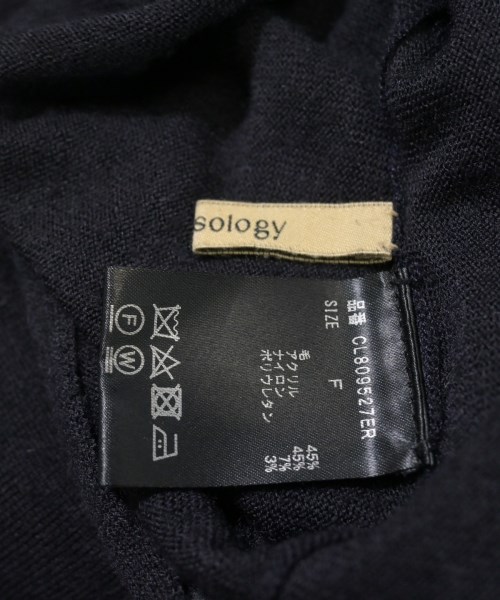 sology
品番 CL809527ER
SIZE F
毛 45%
アクリル 45%
ナイロン 7%
ポリウレタン 3%
F
W